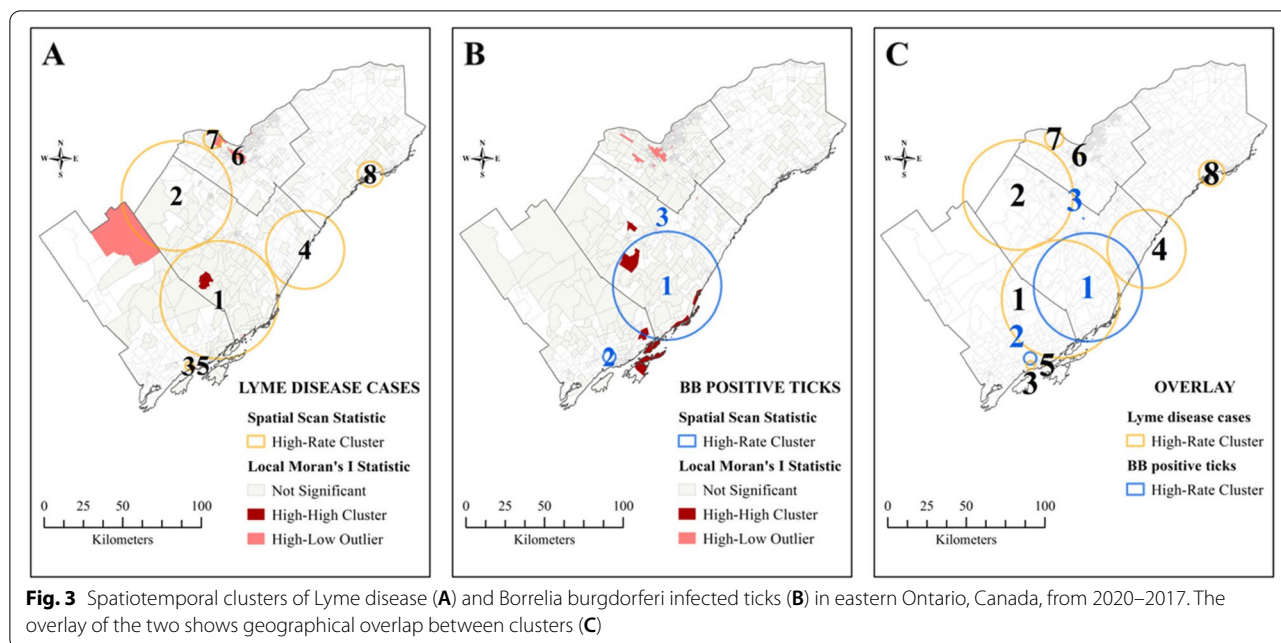 A
N
W E
S
7
6
8
2
4
1
3 5
LYME DISEASE CASES
Spatial Scan Statistic
High-Rate Cluster
Local Moran's I Statistic
Not Significant
High-High Cluster
High-Low Outlier
0 50 100
Kilometers
B
N
W E
S
3
1
2
BB POSITIVE TICKS
Spatial Scan Statistic
High-Rate Cluster
Local Moran's I Statistic
Not Significant
High-High Cluster
High-Low Outlier
0 25 50 100
Kilometers
C
N
W E
S
7
6
8
2
3
4
1
1
2
5
3
OVERLAY
Lyme disease cases
High-Rate Cluster
BB positive ticks
High-Rate Cluster
0 25 50 100
Kilometers
Fig. 3 Spatiotemporal clusters of Lyme disease (A) and Borrelia burgdorferi infected ticks (B) in eastern Ontario, Canada, from 2020–2017. The
overlay of the two shows geographical overlap between clusters (C)